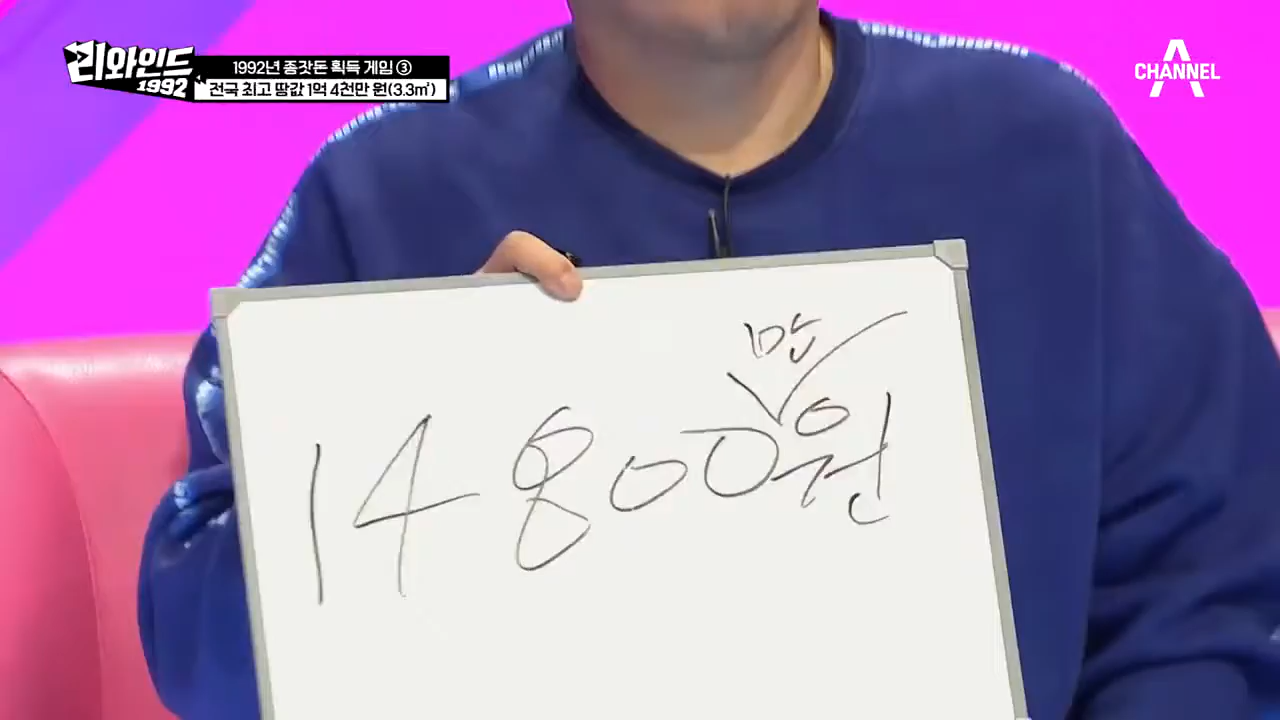 리와인드
1992
1992년 종잣돈 획득 게임 ③
전국 최고 땅값 1억 4천만 원(3.3㎡)
CHANNEL A
만
14800원